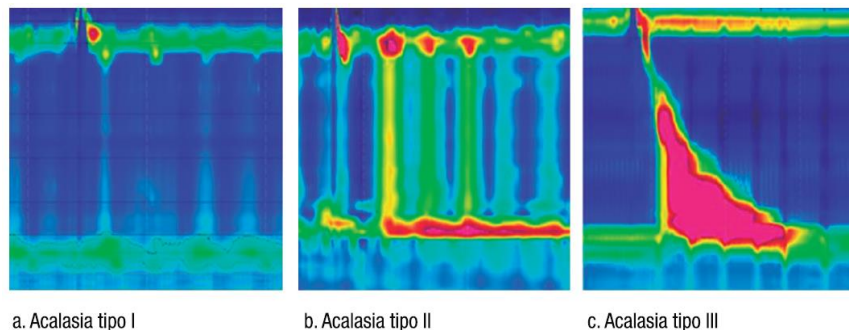 a. Acalasia tipo I
b. Acalasia tipo II
c. Acalasia tipo III